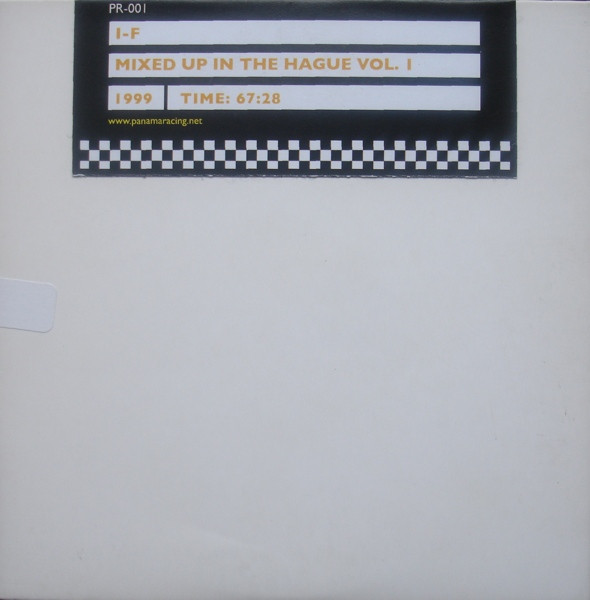 PR-001
I-F
MIXED UP IN THE HAGUE VOL. I
1999 TIME: 67:28
www.panamaracing.net